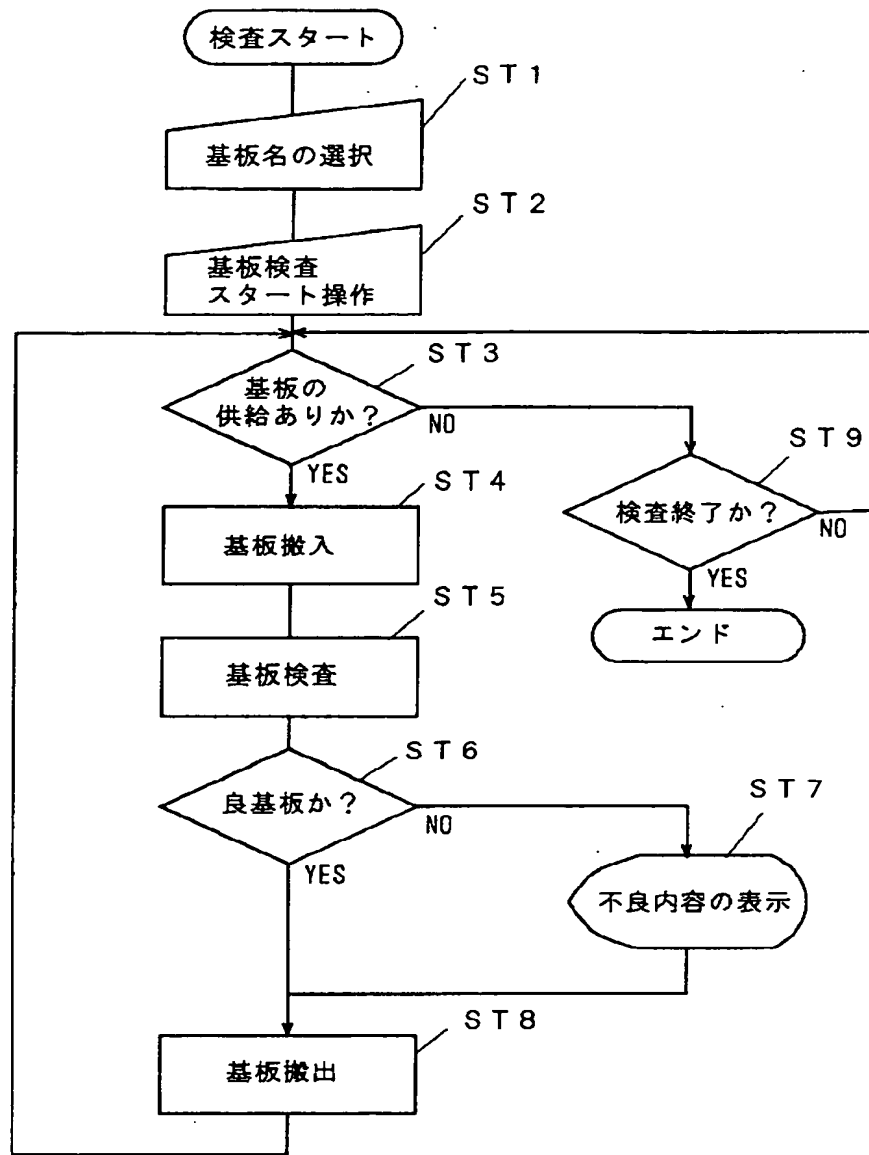 検査スタート
ST1
基板名の選択
ST2
基板検査
スタート操作
ST3
基板の
供給ありか？
NO
YES
ST9
検査終了か？
NO
YES
エンド
ST4
基板搬入
ST5
基板検査
ST6
良基板か？
NO
YES
ST7
不良内容の表示
ST8
基板搬出